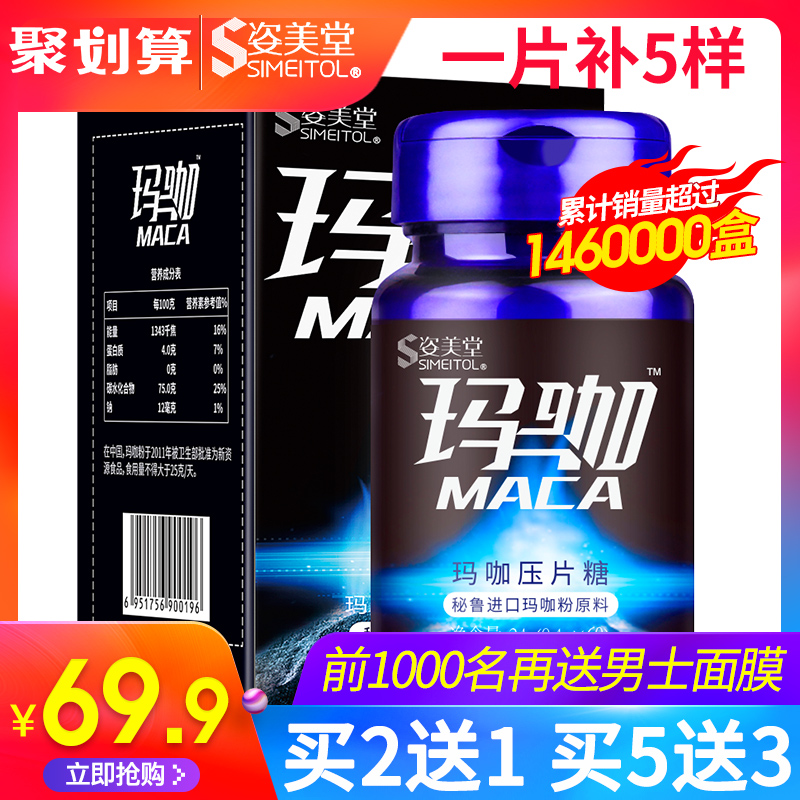 聚划算
姿美堂
SIMEITOL®
一片补5样
姿美堂
SIMEITOL®
玛咖™
MACA
营养成分表
项目 每100克 营养素参考值%
能量 1343千焦 16%
蛋白质 4.0克 7%
脂肪 0克 0%
碳水化合物 75.0克 25%
钠 12毫克 1%
在中国,玛咖粉于2011年被卫生部批准为新资
源食品,食用量不得大于25克/天。
6 951756 900196
玛
MACA
累计销量超过
1460000盒
姿美堂
SIMEITOL®
玛咖™
MACA
玛咖压片糖
秘鲁进口玛咖粉原料
玛
前1000名再送男士面膜
¥69.9
立即抢购
买2送1 买5送3